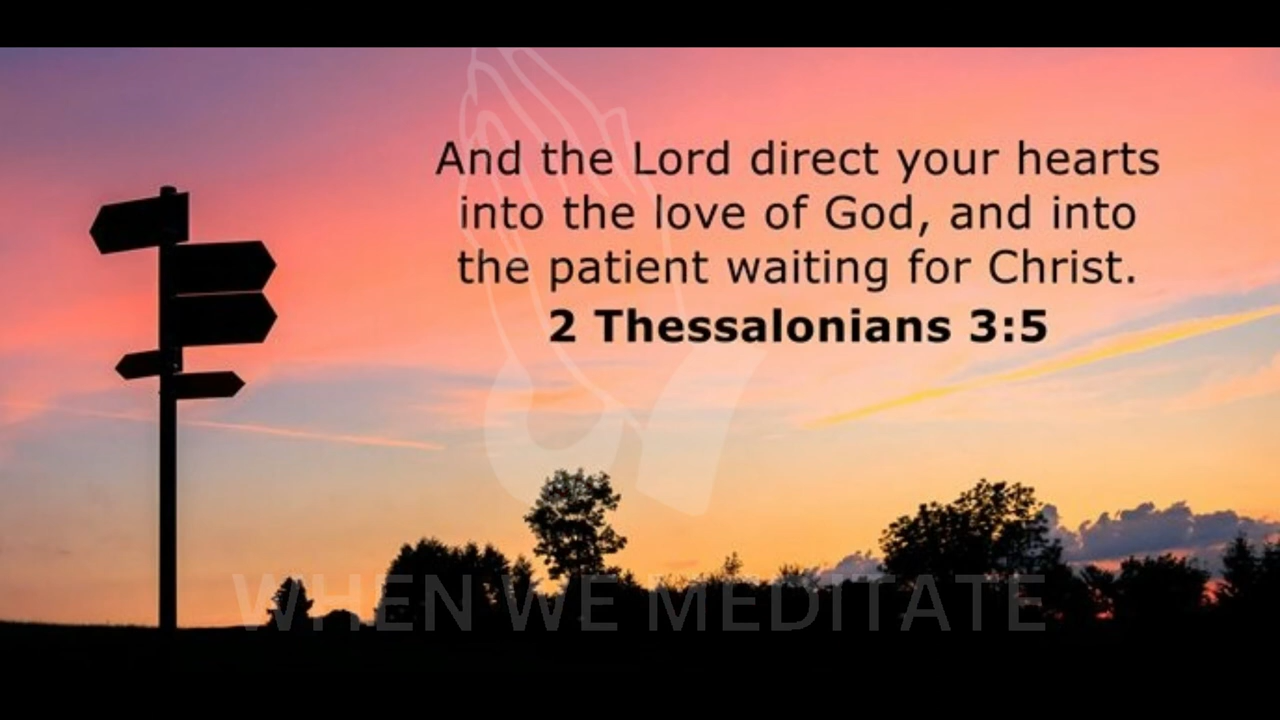 And the Lord direct your hearts
into the love of God, and into
the patient waiting for Christ.
2 Thessalonians 3:5
WHEN WE MEDITATE